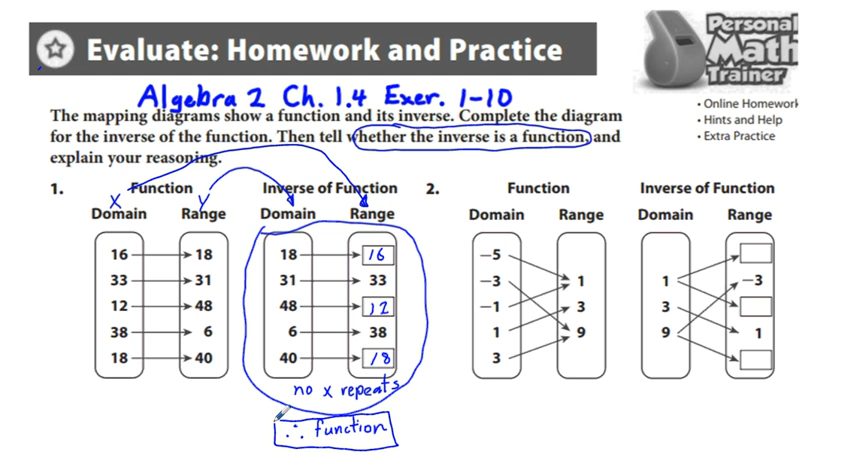 Evaluate: Homework and Practice
Personal
Math
Trainer
Algebra 2 Ch. 1.4 Exer. 1-10
• Online Homework
• Hints and Help
• Extra Practice
The mapping diagrams show a function and its inverse. Complete the diagram
for the inverse of the function. Then tell whether the inverse is a function, and
explain your reasoning.
1. Function Inverse of Function
x y
Domain Range Domain Range
16 18 18 16
33 31 31 33
12 48 48 12
38 6 6 38
18 40 40 18
no x repeats
∴ function
2. Function Inverse of Function
Domain Range Domain Range
−5
−3 1 1 −3
−1 3 3
1 9 9 1
3